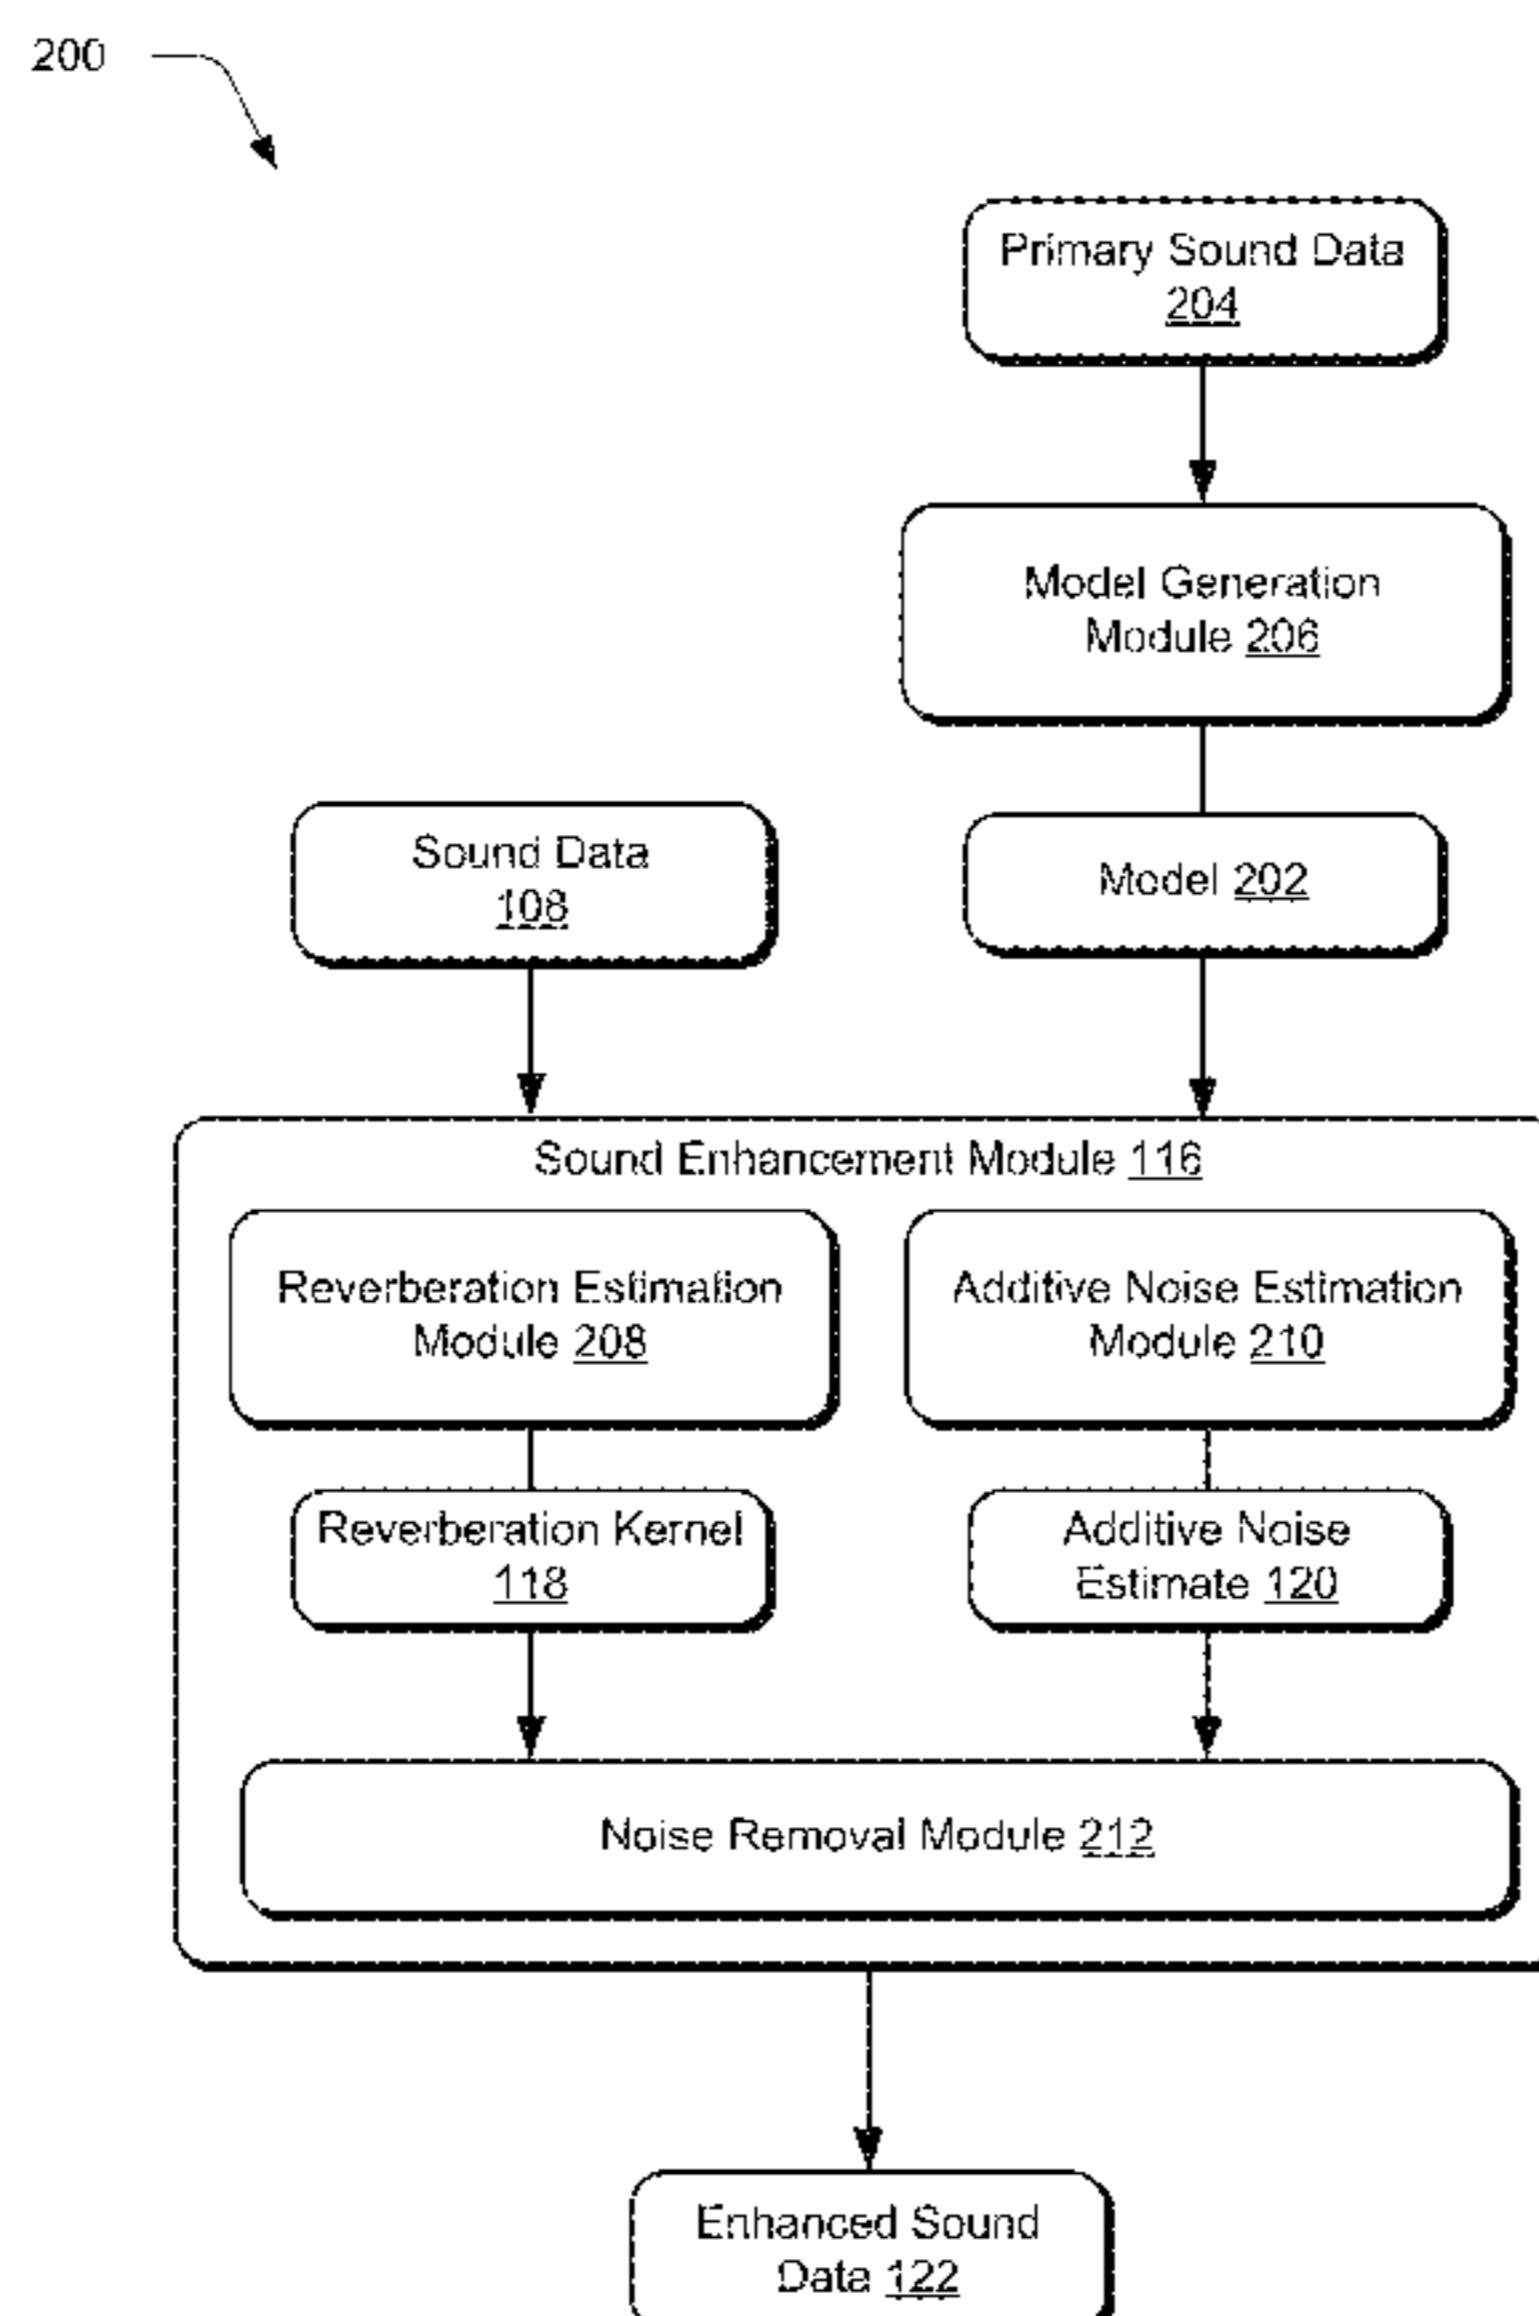 200
Primary Sound Data
204
Model Generation
Module 206
Sound Data
108
Model 202
Sound Enhancement Module 116
Reverberation Estimation
Module 208
Additive Noise Estimation
Module 210
Reverberation Kernel
118
Additive Noise
Estimate 120
Noise Removal Module 212
Enhanced Sound
Data 122